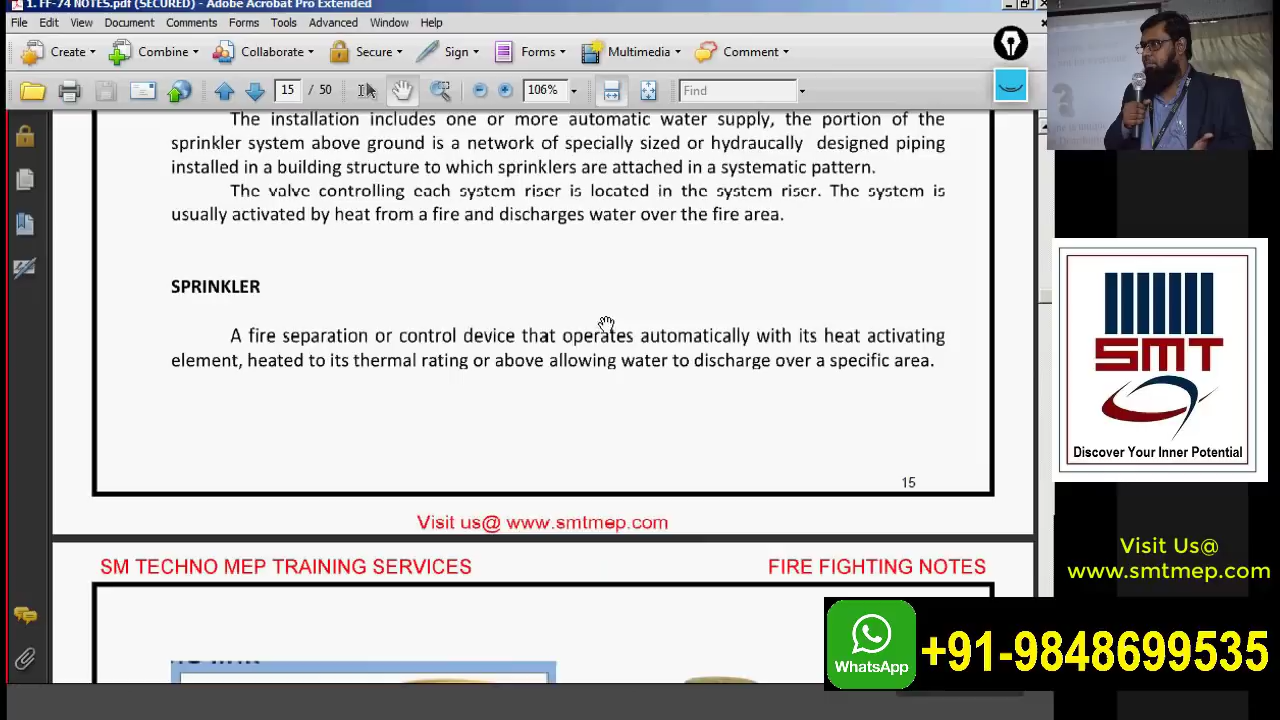 1. FF-74 NOTES.pdf (SECURED) - Adobe Acrobat Pro Extended
File Edit View Document Comments Forms Tools Advanced Window Help
Create Combine Collaborate Secure Sign Forms Multimedia Comment
15 / 50 106% Find
The installation includes one or more automatic water supply, the portion of the
sprinkler system above ground is a network of specially sized or hydraucally designed piping
installed in a building structure to which sprinklers are attached in a systematic pattern.
The valve controlling each system riser is located in the system riser. The system is
usually activated by heat from a fire and discharges water over the fire area.
SPRINKLER
A fire separation or control device that operates automatically with its heat activating
element, heated to its thermal rating or above allowing water to discharge over a specific area.
15
Visit us@ www.smtmep.com
SM TECHNO MEP TRAINING SERVICES FIRE FIGHTING NOTES
SMT
Discover Your Inner Potential
Visit Us@
www.smtmep.com
WhatsApp
+91-9848699535